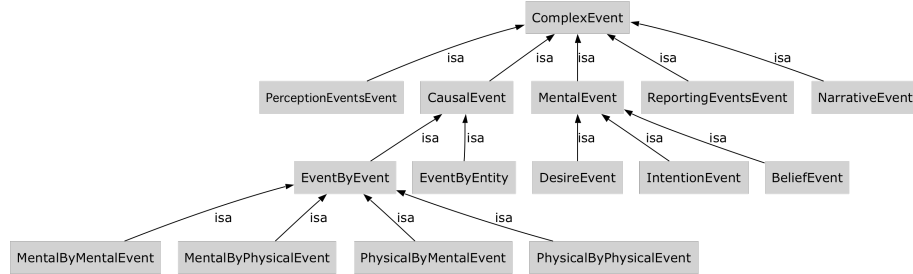 ComplexEvent
isa isa isa isa isa
PerceptionEventsEvent CausalEvent MentalEvent ReportingEventsEvent NarrativeEvent
isa isa isa isa isa
EventByEvent EventByEntity DesireEvent IntentionEvent BeliefEvent
isa isa isa isa
MentalByMentalEvent MentalByPhysicalEvent PhysicalByMentalEvent PhysicalByPhysicalEvent